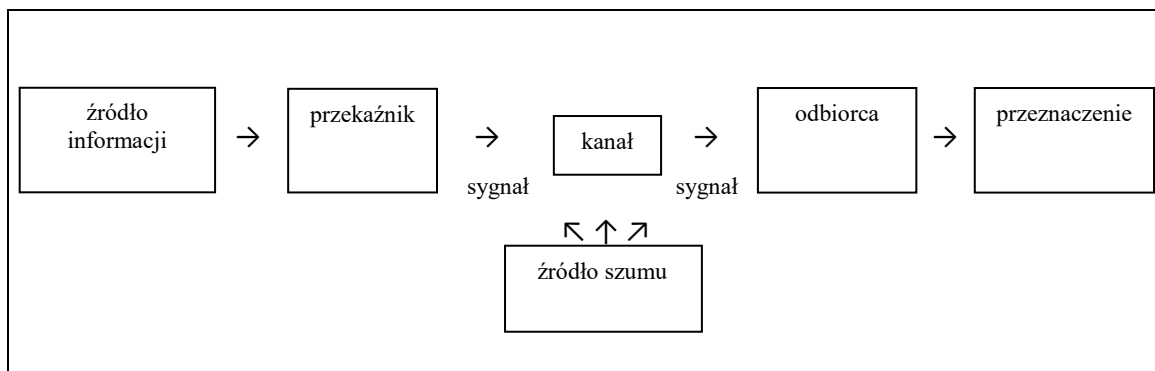 źródło
informacji
przekaźnik
sygnał
kanał
sygnał
odbiorca
przeznaczenie
źródło szumu